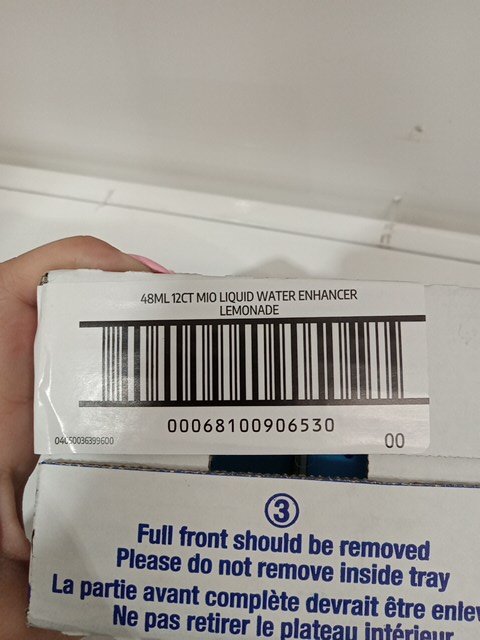 48ML 12CT MIO LIQUID WATER ENHANCER
LEMONADE
00068100906530
04050036399600
00
3
Full front should be removed
Please do not remove inside tray
La partie avant complète devrait être enlev
Ne pas retirer le plateau intérieur